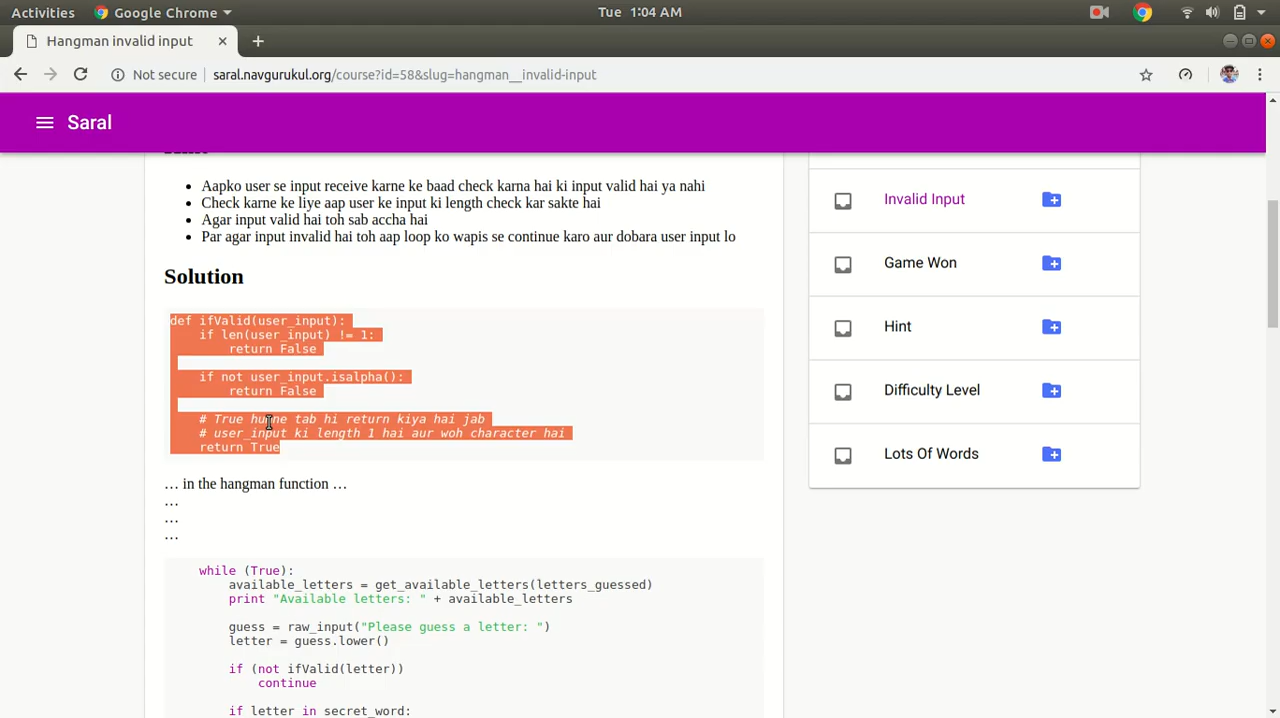 Activities Google Chrome Tue 1:04 AM
Hangman invalid input
Not secure saral.navgurukul.org/course?id=58&slug=hangman__invalid-input
Saral
Aapko user se input receive karne ke baad check karna hai ki input valid hai ya nahi
Check karne ke liye aap user ke input ki length check kar sakte hai
Agar input valid hai toh sab accha hai
Par agar input invalid hai toh aap loop ko wapis se continue karo aur dobara user input lo
Solution
def ifValid(user_input):
if len(user_input) != 1:
return False
if not user_input.isalpha():
return False
# True humne tab hi return kiya hai jab
# user_input ki length 1 hai aur woh character hai
return True
… in the hangman function …
…
…
…
while (True):
available_letters = get_available_letters(letters_guessed)
print "Available letters: " + available_letters
guess = raw_input("Please guess a letter: ")
letter = guess.lower()
if (not ifValid(letter))
continue
if letter in secret_word:
Invalid Input
Game Won
Hint
Difficulty Level
Lots Of Words